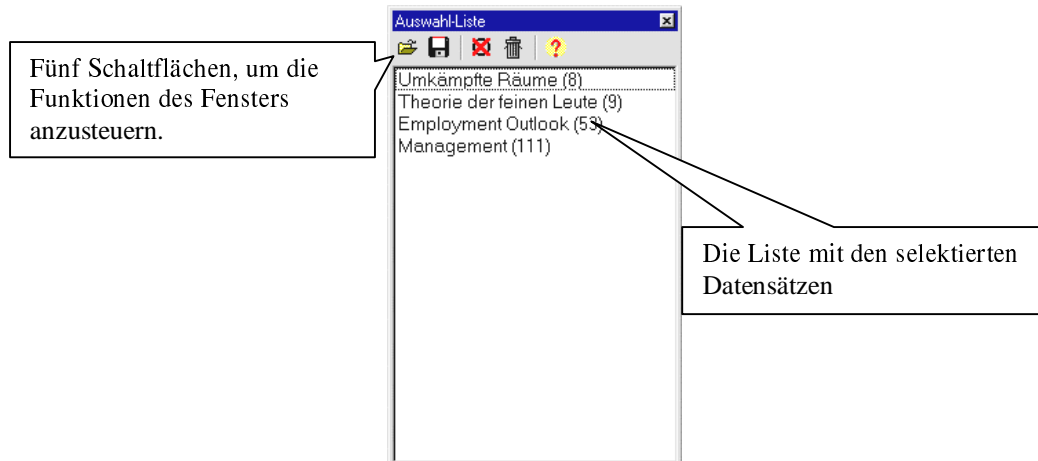 Auswahl-Liste
Fünf Schaltflächen, um die
Funktionen des Fensters
anzusteuern.
Umkämpfte Räume (8)
Theorie der feinen Leute (9)
Employment Outlook (53)
Management (111)
Die Liste mit den selektierten
Datensätzen